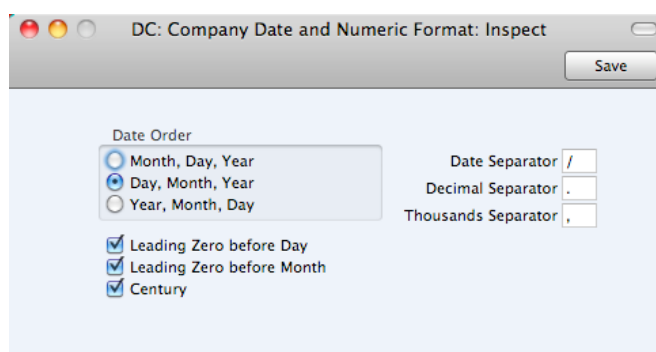 DC: Company Date and Numeric Format: Inspect
Save
Date Order
Month, Day, Year
Day, Month, Year
Year, Month, Day
Date Separator /
Decimal Separator .
Thousands Separator ,
Leading Zero before Day
Leading Zero before Month
Century